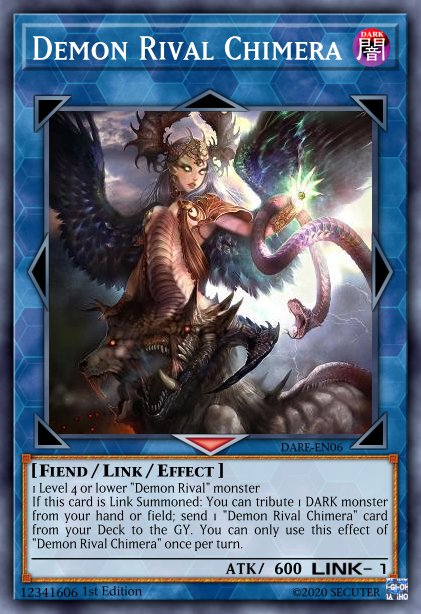 DEMON RIVAL CHIMERA
DARK
闇
DARE-EN06
[FIEND / LINK / EFFECT ]
1 Level 4 or lower "Demon Rival" monster
If this card is Link Summoned: You can tribute 1 DARK monster
from your hand or field; send 1 "Demon Rival Chimera" card
from your Deck to the GY. You can only use this effect of
"Demon Rival Chimera" once per turn.
ATK/ 600 LINK- 1
12341606 1st Edition ©2020 SECUTER